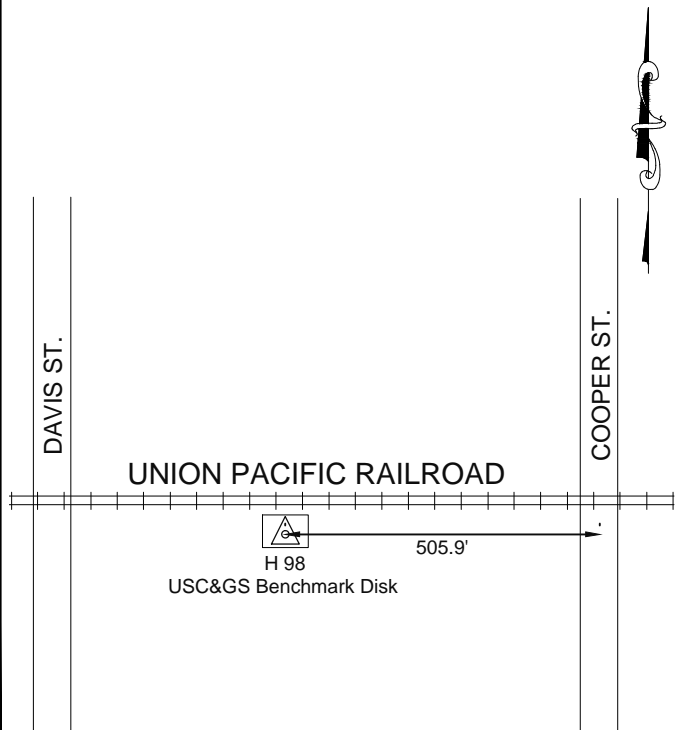 DAVIS ST.
COOPER ST.
UNION PACIFIC RAILROAD
505.9'
H 98
USC&GS Benchmark Disk